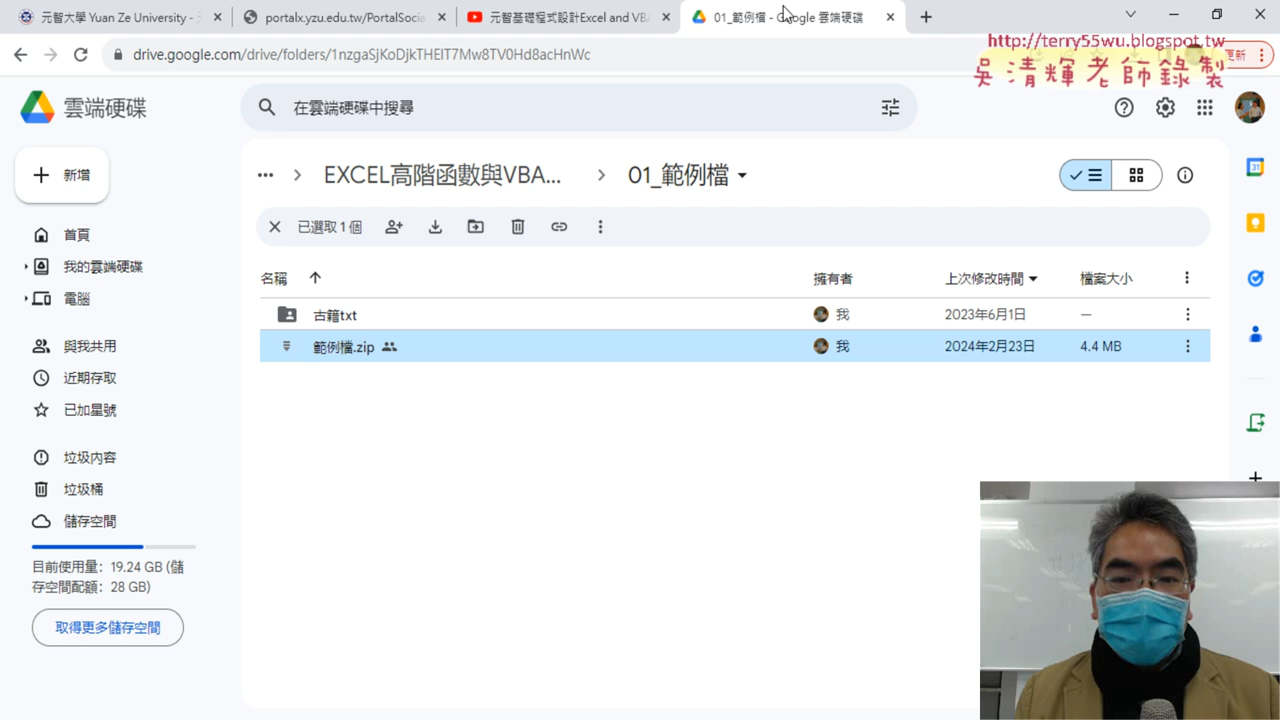 元智大學 Yuan Ze University -
portalx.yzu.edu.tw/PortalSocia
元智基礎程式設計Excel and VBA
01_範例檔 - Google 雲端硬碟
drive.google.com/drive/folders/1nzgaSjKoDjkTHEIT7Mw8TV0Hd8acHnWc
更新
http://terry55wu.blogspot.tw
吳清輝老師錄製
雲端硬碟
在雲端硬碟中搜尋
新增
EXCEL高階函數與VBA...
01_範例檔
已選取 1 個
首頁
我的雲端硬碟
電腦
與我共用
近期存取
已加星號
垃圾內容
垃圾桶
儲存空間
目前使用量：19.24 GB (儲
存空間配額：28 GB)
取得更多儲存空間
名稱
擁有者
上次修改時間
檔案大小
古籍txt
我
2023年6月1日
—
範例檔.zip
我
2024年2月23日
4.4 MB
31